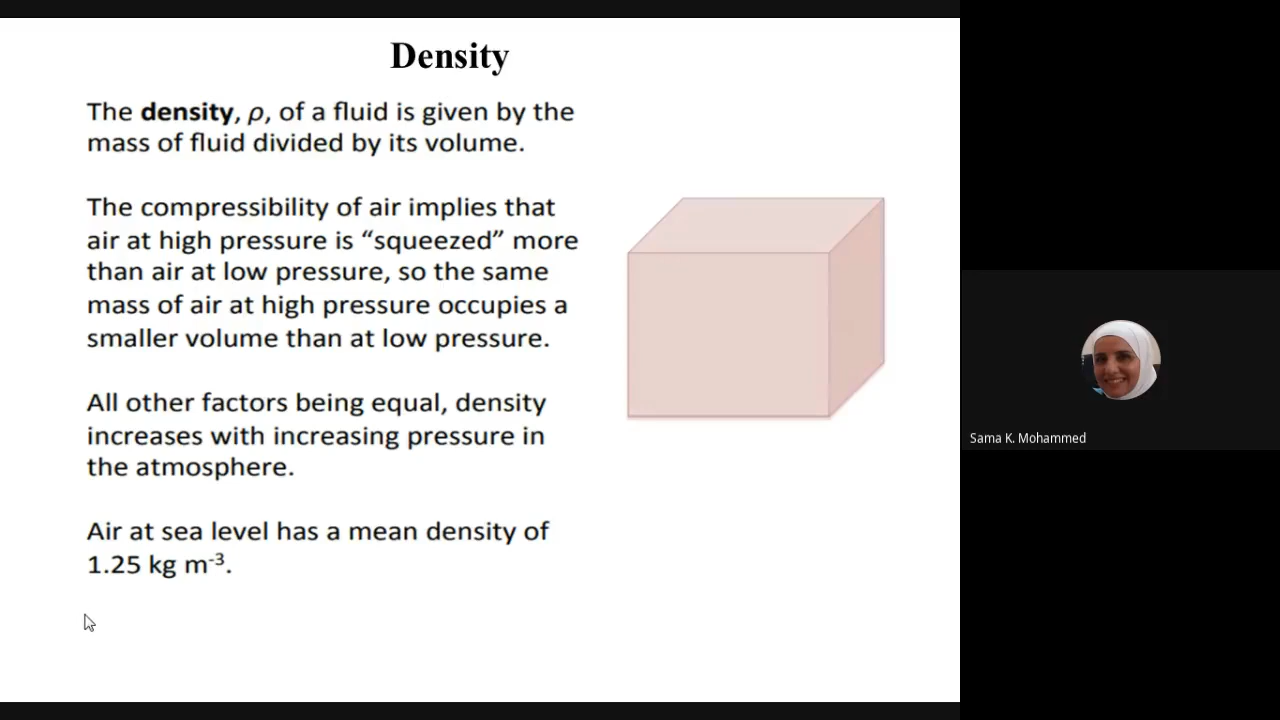 Density
The density, ρ, of a fluid is given by the
mass of fluid divided by its volume.
The compressibility of air implies that
air at high pressure is “squeezed” more
than air at low pressure, so the same
mass of air at high pressure occupies a
smaller volume than at low pressure.
All other factors being equal, density
increases with increasing pressure in
the atmosphere.
Air at sea level has a mean density of
1.25 kg m⁻³.
Sama K. Mohammed